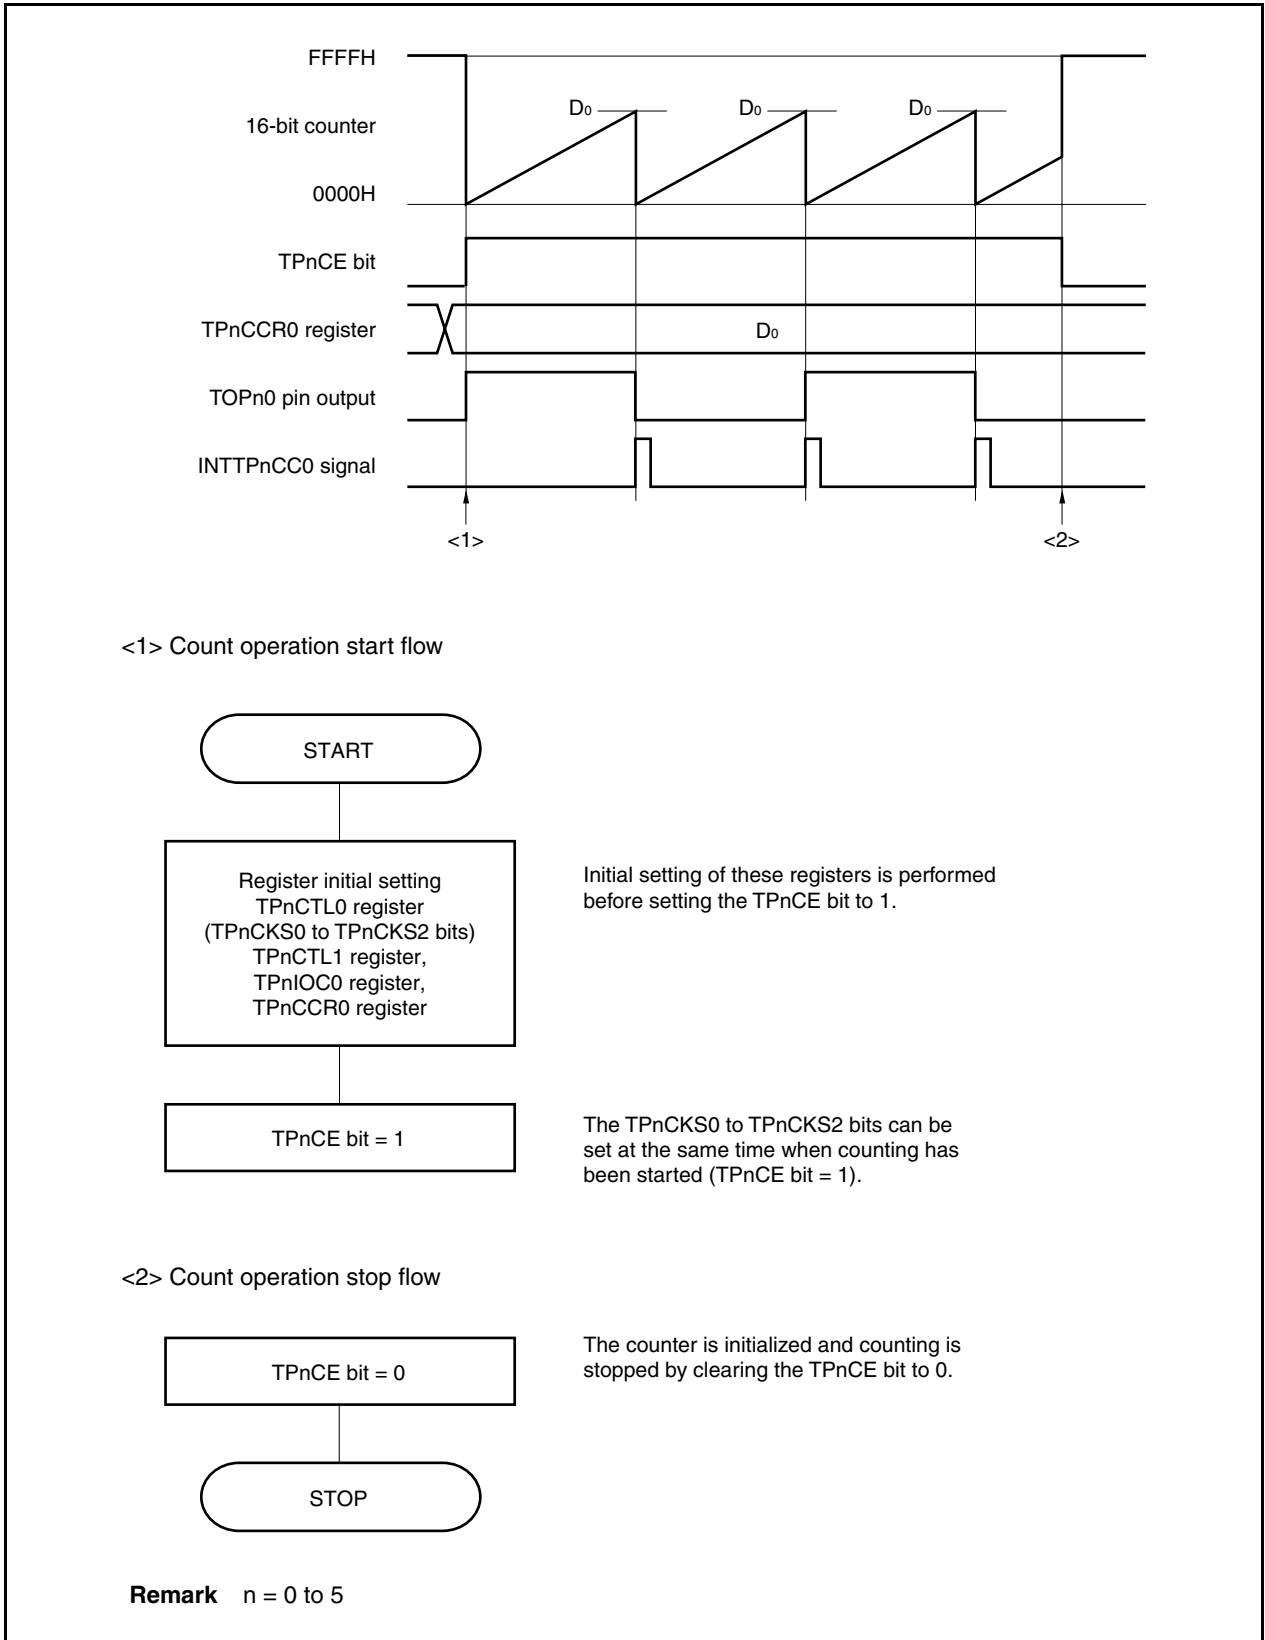 FFFFH
D0 D0 D0
16-bit counter
0000H
TPnCE bit
TPnCCR0 register D0
TOPn0 pin output
INTTPnCC0 signal
<1> <2>
<1> Count operation start flow
START
Register initial setting
TPnCTL0 register
(TPnCKS0 to TPnCKS2 bits)
TPnCTL1 register,
TPnIOC0 register,
TPnCCR0 register
Initial setting of these registers is performed
before setting the TPnCE bit to 1.
TPnCE bit = 1
The TPnCKS0 to TPnCKS2 bits can be
set at the same time when counting has
been started (TPnCE bit = 1).
<2> Count operation stop flow
TPnCE bit = 0
The counter is initialized and counting is
stopped by clearing the TPnCE bit to 0.
STOP
Remark n = 0 to 5